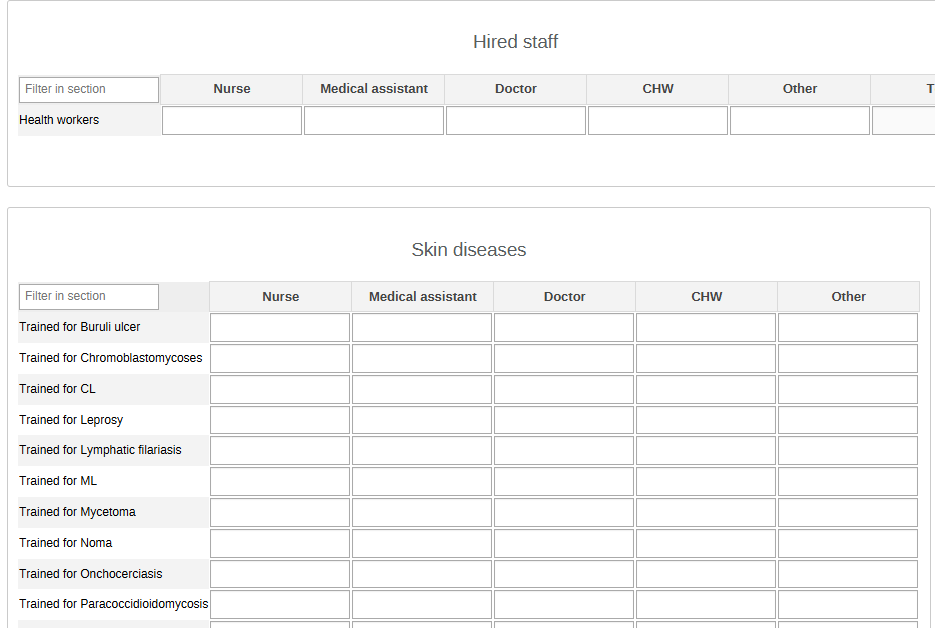 Hired staff
Filter in section Nurse Medical assistant Doctor CHW Other T
Health workers
Skin diseases
Filter in section Nurse Medical assistant Doctor CHW Other
Trained for Buruli ulcer
Trained for Chromoblastomycoses
Trained for CL
Trained for Leprosy
Trained for Lymphatic filariasis
Trained for ML
Trained for Mycetoma
Trained for Noma
Trained for Onchocerciasis
Trained for Paracoccidioidomycosis